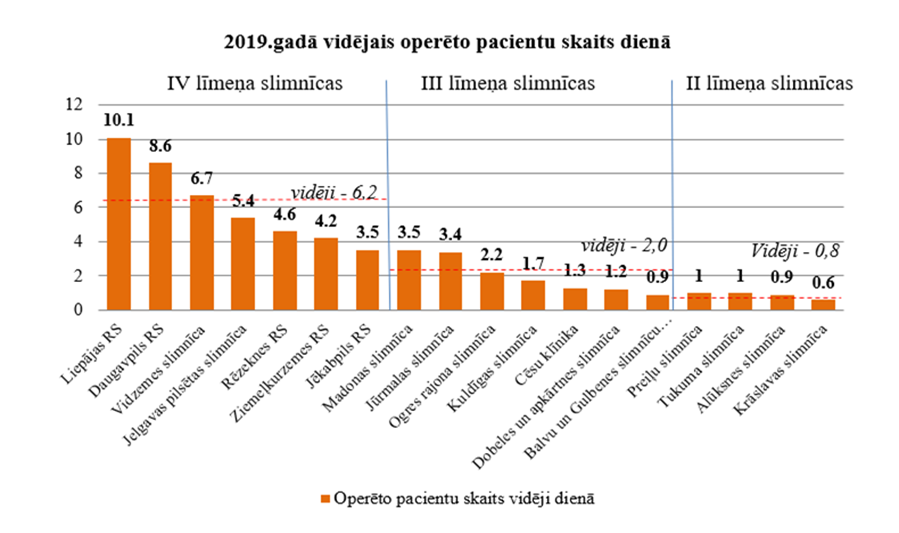 2019.gadā vidējais operēto pacientu skaits dienā
IV līmeņa slimnīcas
III līmeņa slimnīcas
II līmeņa slimnīcas
12
10
8
6
4
2
0
10.1
8.6
6.7
5.4
4.6
4.2
3.5
3.5
3.4
2.2
1.7
1.3
1.2
0.9
1
1
0.9
0.6
vidēji - 6,2
vidēji - 2,0
Vidēji - 0,8
Liepājas RS
Daugavpils RS
Vidzemes slimnīca
Jelgavas pilsētas slimnīca
Rēzeknes RS
Ziemeļkurzemes RS
Jēkabpils RS
Madonas slimnīca
Jūrmalas slimnīca
Ogres rajona slimnīca
Kuldīgas slimnīca
Cēsu klīnika
Dobeles un apkārtnes slimnīca
Balvu un Gulbenes slimnīcu...
Preiļu slimnīca
Tukuma slimnīca
Alūksnes slimnīca
Krāslavas slimnīca
Operēto pacientu skaits vidēji dienā